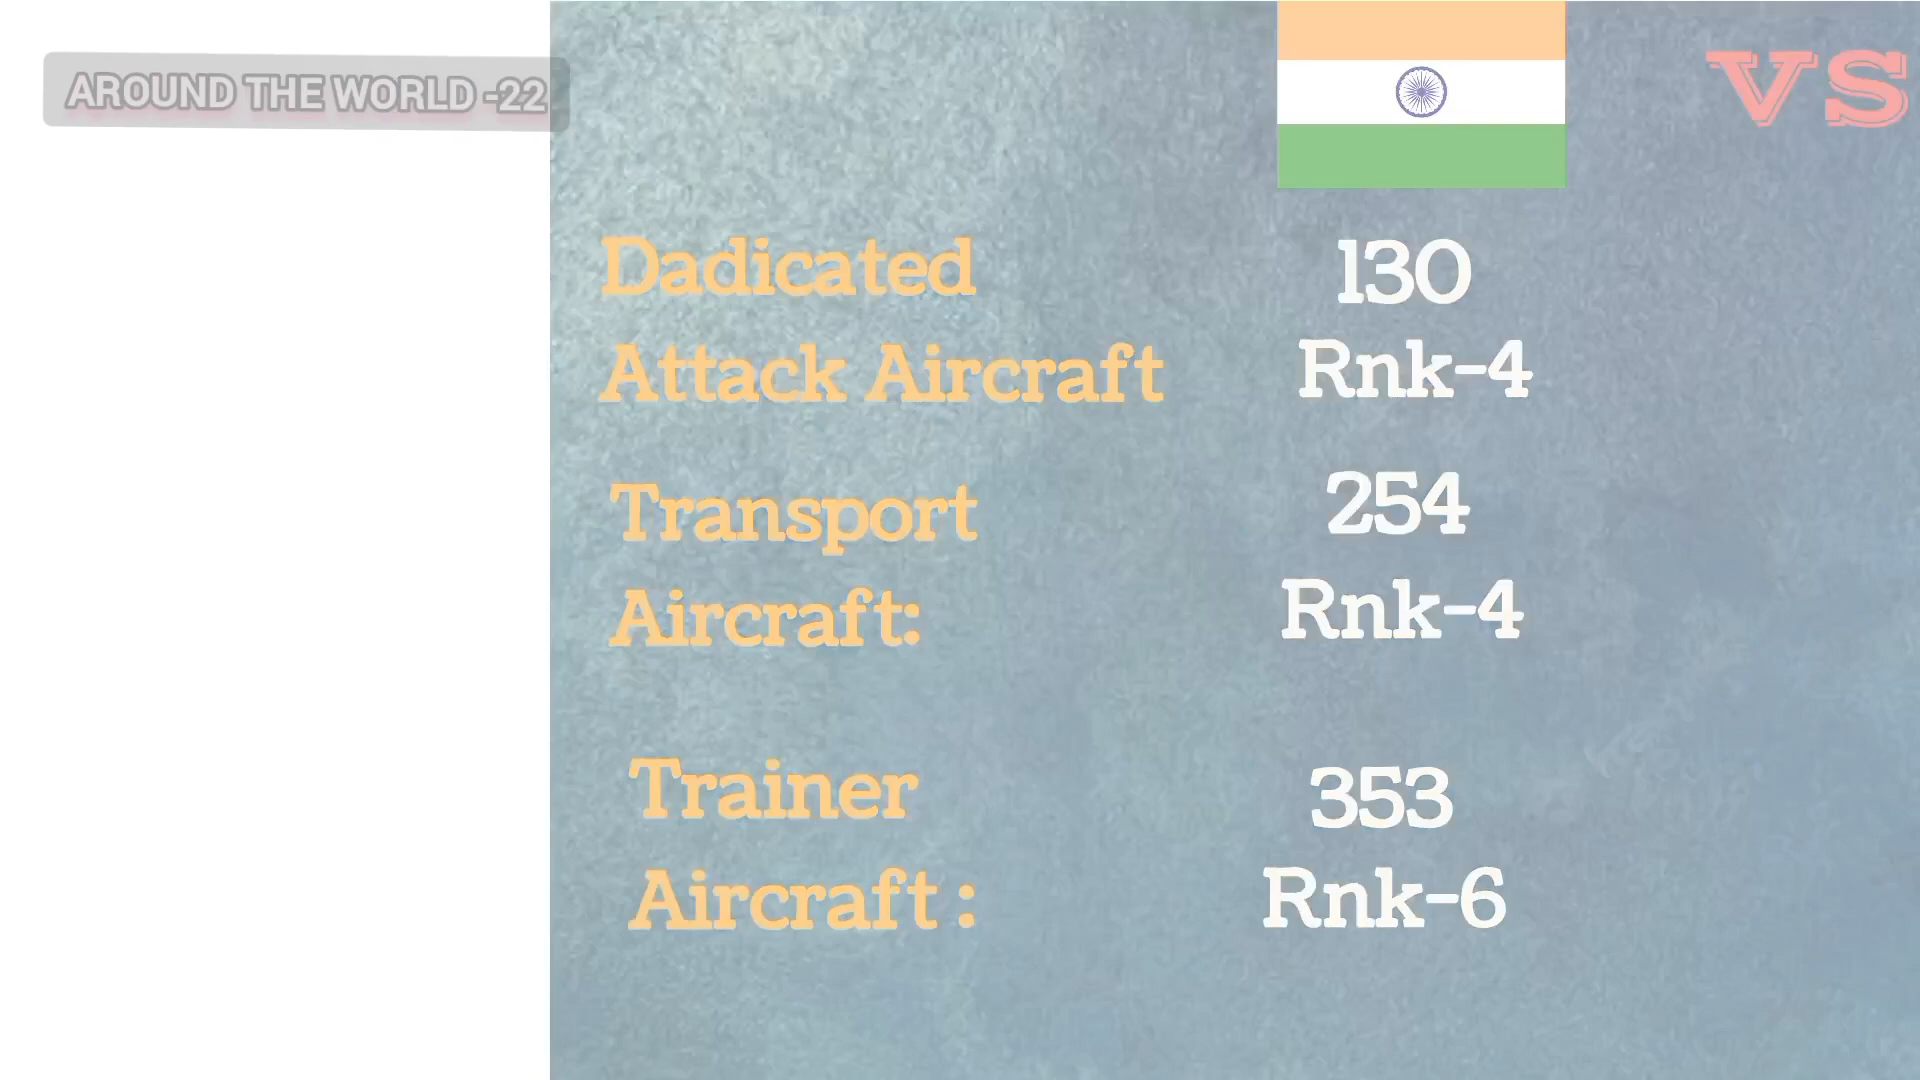 AROUND THE WORLD -22
VS
Dadicated 130
Attack Aircraft Rnk-4
Transport 254
Aircraft: Rnk-4
Trainer 353
Aircraft : Rnk-6